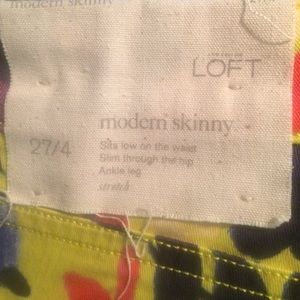 modern skinny
LOFT
modern skinny
27/4
Sits low on the waist
Slim through the hip
Ankle leg
stretch